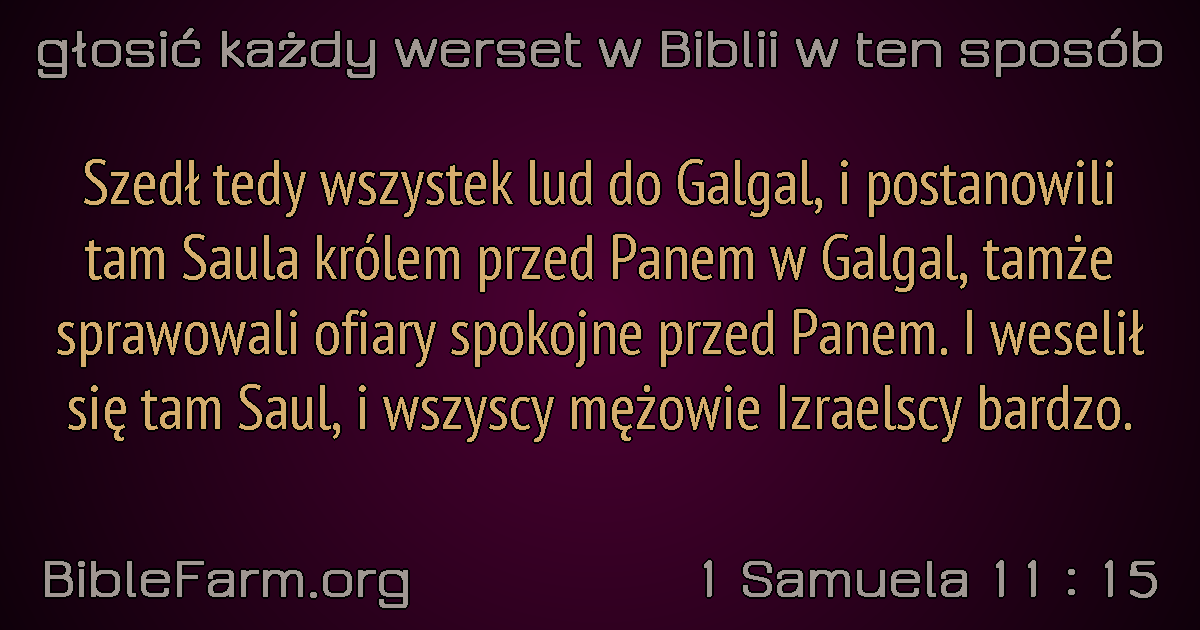 głosić każdy werset w Biblii w ten sposób
Szedł tedy wszystek lud do Galgal, i postanowili
tam Saula królem przed Panem w Galgal, tamże
sprawowali ofiary spokojne przed Panem. I weselił
się tam Saul, i wszyscy mężowie Izraelscy bardzo.
BibleFarm.org
1 Samuela 11 : 15